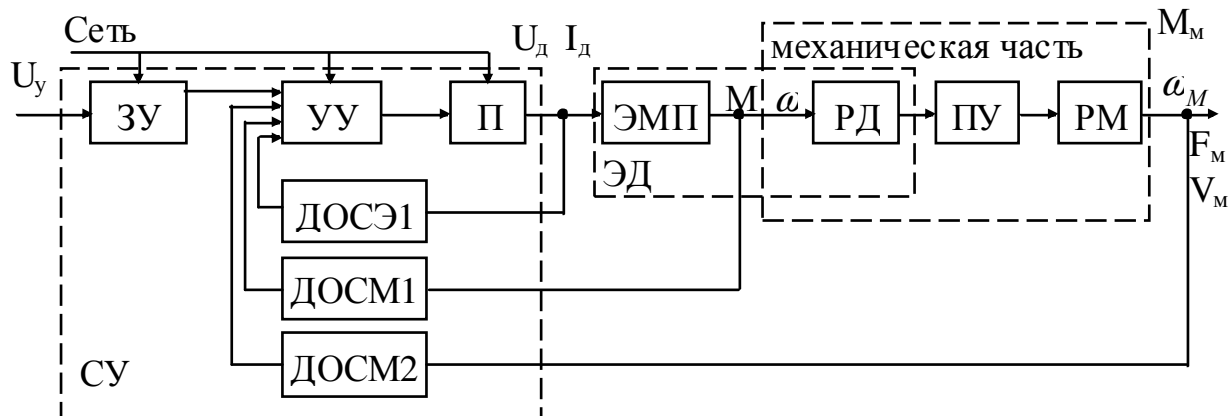 Сеть
Uд Iд
Mм
механическая часть
Uу
ЗУ
УУ
П
ЭМП
M ω
РД
ПУ
РМ
ωM
Fм
Vм
ЭД
ДОСЭ1
ДОСМ1
ДОСМ2
СУ